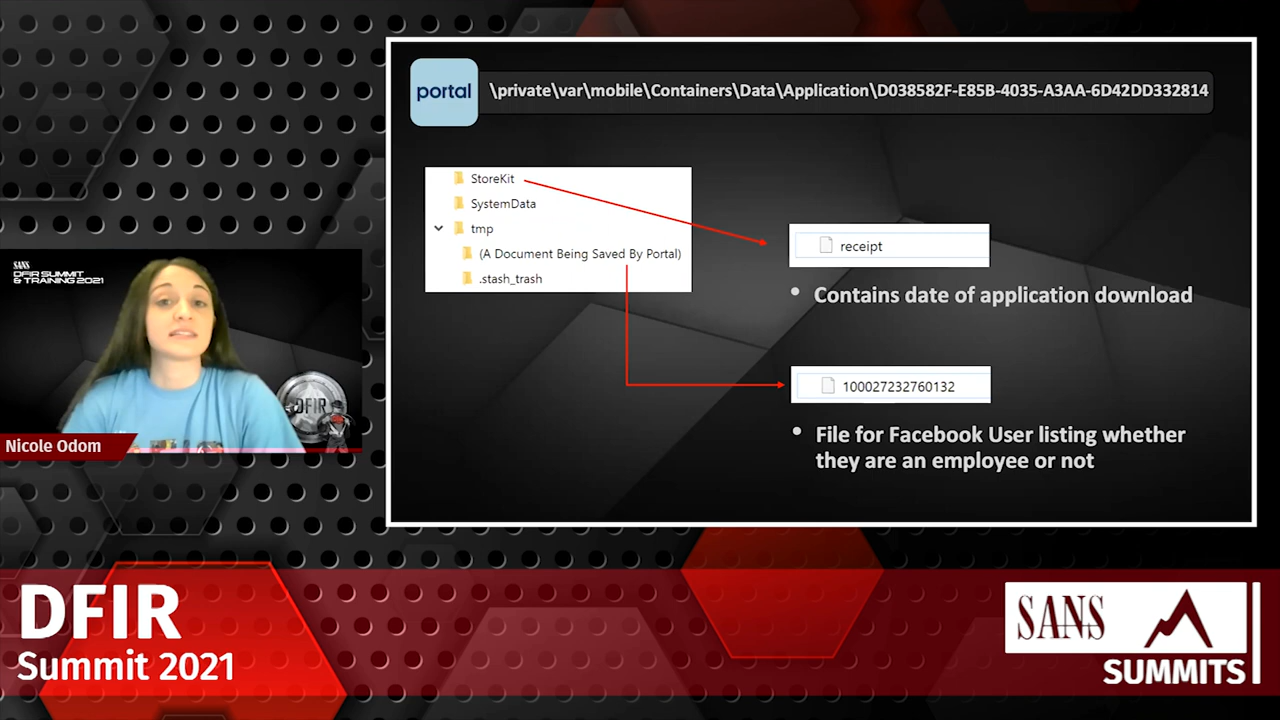 portal
\private\var\mobile\Containers\Data\Application\D038582F-E85B-4035-A3AA-6D42DD332814
StoreKit
SystemData
tmp
(A Document Being Saved By Portal)
.stash_trash
receipt
• Contains date of application download
100027232760132
• File for Facebook User listing whether
they are an employee or not
SANS
DFIR SUMMIT
& TRAINING 2021
DFIR
Nicole Odom
DFIR
Summit 2021
SANS
SUMMITS